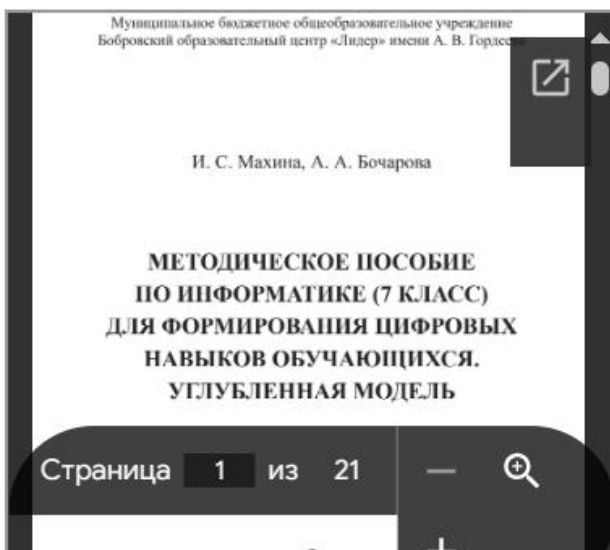 Муниципальное бюджетное общеобразовательное учреждение
Бобровский образовательный центр «Лидер» имени А. В. Гордеева
И. С. Махина, А. А. Бочарова
МЕТОДИЧЕСКОЕ ПОСОБИЕ
ПО ИНФОРМАТИКЕ (7 КЛАСС)
ДЛЯ ФОРМИРОВАНИЯ ЦИФРОВЫХ
НАВЫКОВ ОБУЧАЮЩИХСЯ.
УГЛУБЛЕННАЯ МОДЕЛЬ
Страница 1 из 21